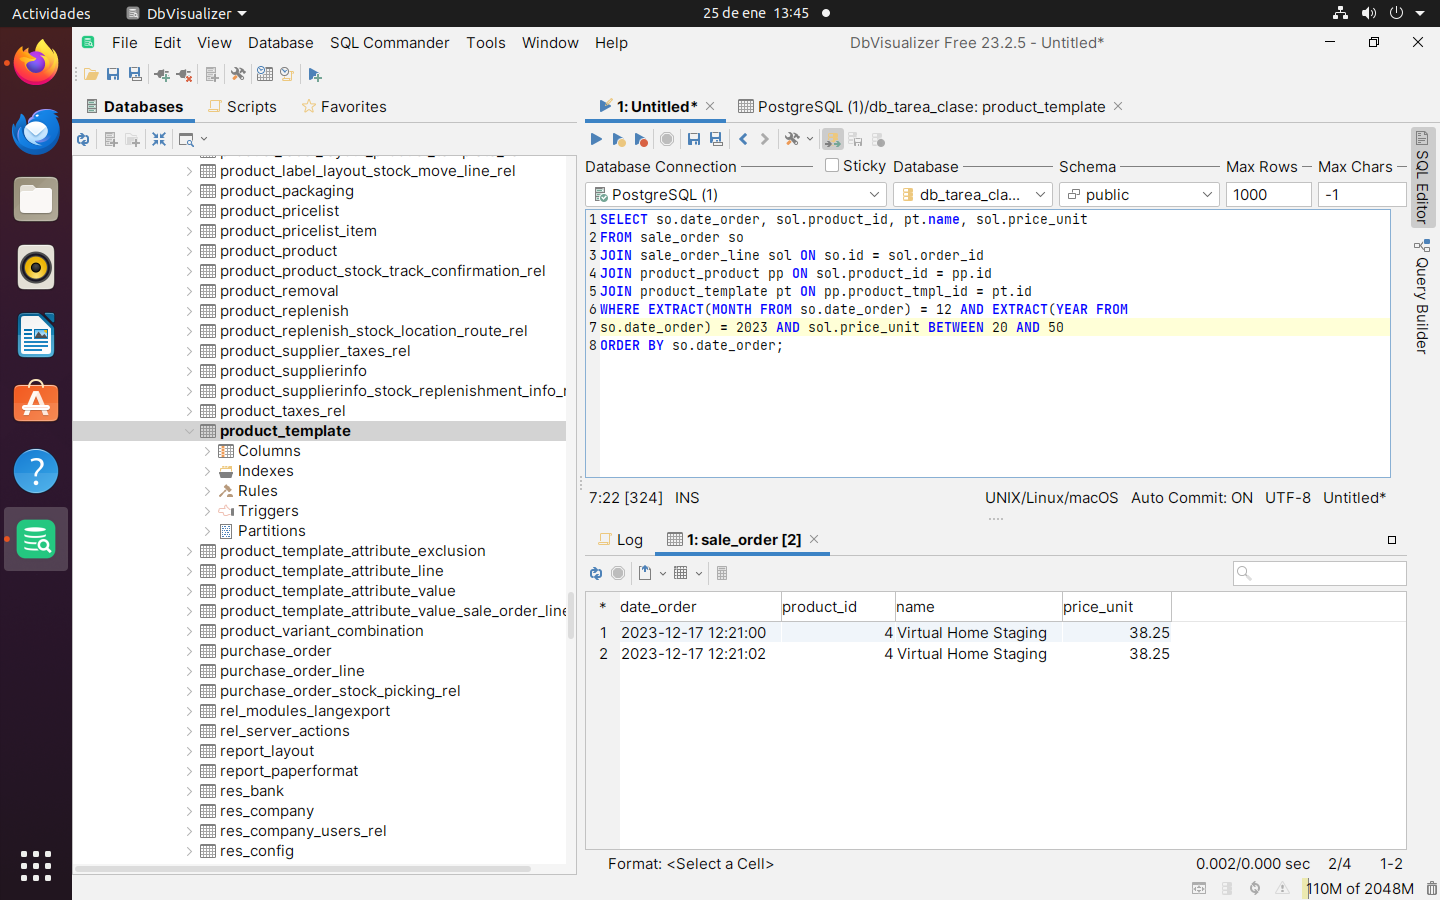 Actividades
DbVisualizer
25 de ene 13:45
File Edit View Database SQL Commander Tools Window Help
DbVisualizer Free 23.2.5 - Untitled*
Databases
Scripts
Favorites
product_label_layout_stock_move_line_rel
product_packaging
product_pricelist
product_pricelist_item
product_product
product_product_stock_track_confirmation_rel
product_removal
product_replenish
product_replenish_stock_location_route_rel
product_supplier_taxes_rel
product_supplierinfo
product_supplierinfo_stock_replenishment_info_r
product_taxes_rel
product_template
Columns
Indexes
Rules
Triggers
Partitions
product_template_attribute_exclusion
product_template_attribute_line
product_template_attribute_value
product_template_attribute_value_sale_order_line
product_variant_combination
purchase_order
purchase_order_line
purchase_order_stock_picking_rel
rel_modules_langexport
rel_server_actions
report_layout
report_paperformat
res_bank
res_company
res_company_users_rel
res_config
1: Untitled*
PostgreSQL (1)/db_tarea_clase: product_template
Database Connection
Sticky
Database
Schema
Max Rows
Max Chars
PostgreSQL (1)
db_tarea_cla...
public
1000
-1
1 SELECT so.date_order, sol.product_id, pt.name, sol.price_unit
2 FROM sale_order so
3 JOIN sale_order_line sol ON so.id = sol.order_id
4 JOIN product_product pp ON sol.product_id = pp.id
5 JOIN product_template pt ON pp.product_tmpl_id = pt.id
6 WHERE EXTRACT(MONTH FROM so.date_order) = 12 AND EXTRACT(YEAR FROM
7 so.date_order) = 2023 AND sol.price_unit BETWEEN 20 AND 50
8 ORDER BY so.date_order;
SQL Editor
Query Builder
7:22 [324] INS
UNIX/Linux/macOS Auto Commit: ON UTF-8 Untitled*
Log
1: sale_order [2]
* date_order product_id name price_unit
1 2023-12-17 12:21:00 4 Virtual Home Staging 38.25
2 2023-12-17 12:21:02 4 Virtual Home Staging 38.25
Format: <Select a Cell>
0.002/0.000 sec 2/4 1-2
110M of 2048M